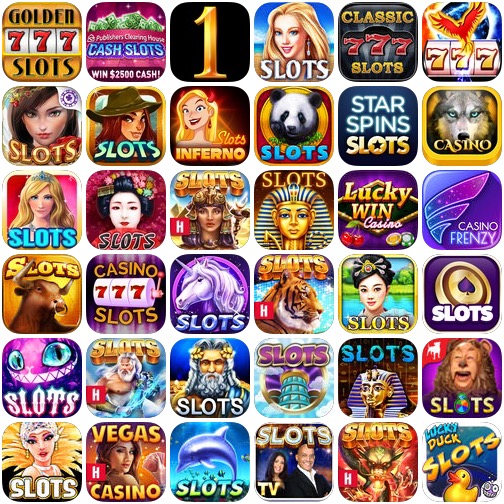 GOLDEN
777
SLOTS
Publishers Clearing House
CASH SLOTS
WIN $2500 CASH!
1
SLOTS
CLASSIC
777
SLOTS
777
SLOTS
SLOTS
Slots
INFERNO
SLOTS
STAR
SPINS
SLOTS
CASINO
SLOTS
SLOTS
SLOTS
H
SLOTS
Lucky
WIN
Casino
CASINO
FRENZY
SLOTS
CASINO
777
SLOTS
SLOTS
SLOTS
H
SLOTS
SLOTS
SLOTS
SLOTS
H
SLOTS
SLOTS
SLOTS
SLOTS
SLOTS
VEGAS
H
CASINO
SLOTS
SLOTS
TV
SLOTS
H
LUCKY
DUCK
SLOTS